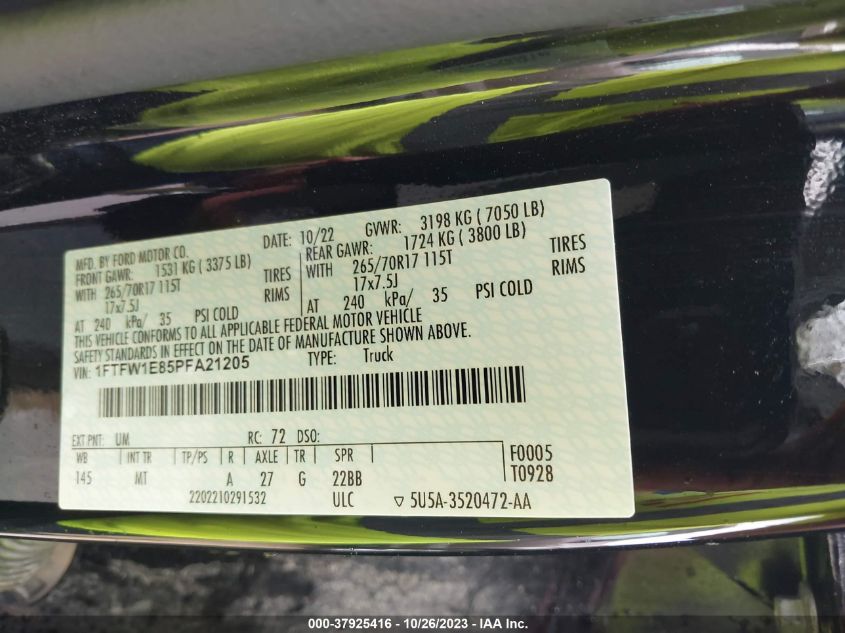 MFD. BY FORD MOTOR CO.
DATE: 10/22 GVWR: 3198 KG ( 7050 LB)
FRONT GAWR: 1531 KG ( 3375 LB)
WITH 265/70R17 115T TIRES
17x7.5J RIMS
AT 240 kPa/ 35 PSI COLD
REAR GAWR: 1724 KG ( 3800 LB)
WITH 265/70R17 115T TIRES
17x7.5J RIMS
AT 240 kPa/ 35 PSI COLD
THIS VEHICLE CONFORMS TO ALL APPLICABLE FEDERAL MOTOR VEHICLE
SAFETY STANDARDS IN EFFECT ON THE DATE OF MANUFACTURE SHOWN ABOVE.
VIN: 1FTFW1E85PFA21205 TYPE: Truck
EXT PNT: UM RC: 72 DSO:
WB INT TR TP/PS R AXLE TR SPR
145 MT A 27 G 22BB
F0005
T0928
2202210291532 ULC ▽ 5U5A-3520472-AA
000-37925416 - 10/26/2023 - IAA Inc.